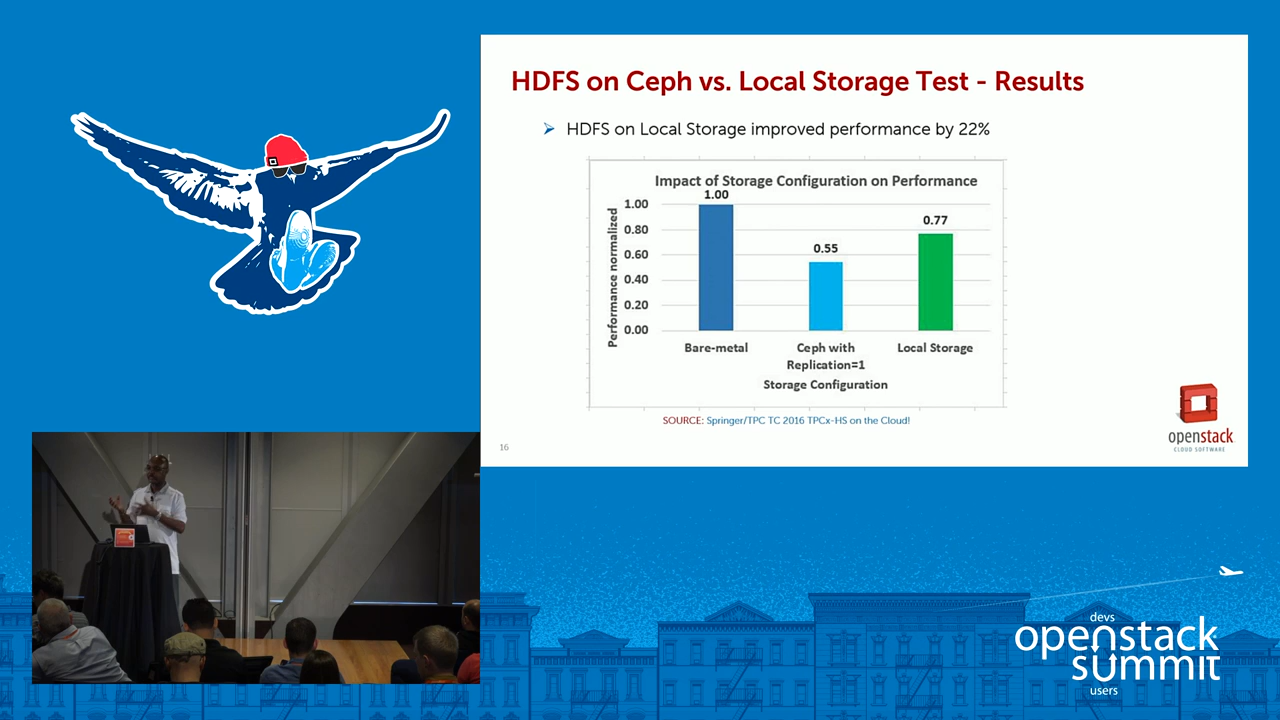 HDFS on Ceph vs. Local Storage Test - Results
HDFS on Local Storage improved performance by 22%
Impact of Storage Configuration on Performance
1.00
1.00
0.80
0.60
0.40
0.20
0.00
0.55
0.77
Performance normalized
Bare-metal
Ceph with
Replication=1
Local Storage
Storage Configuration
SOURCE: Springer/TPC TC 2016 TPCx-HS on the Cloud!
16
openstack
CLOUD SOFTWARE
devs
openstack
summit
users